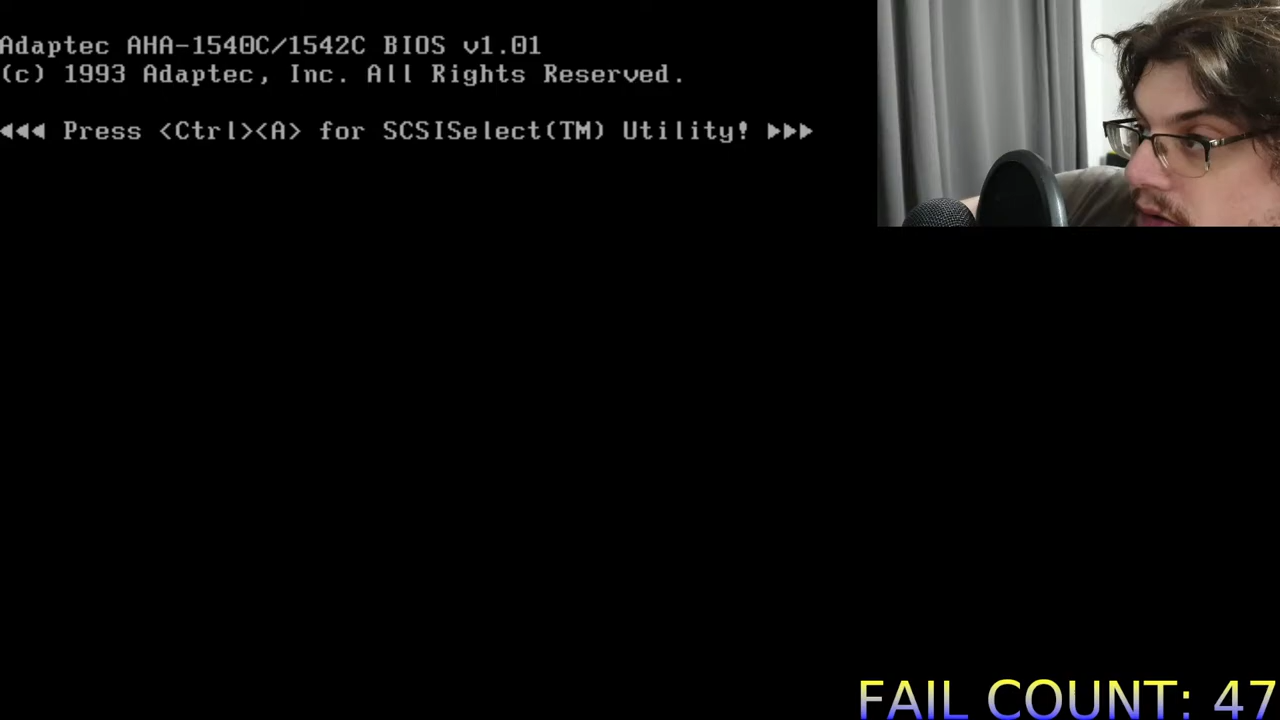 Adaptec AHA-1540C/1542C BIOS v1.01
(c) 1993 Adaptec, Inc. All Rights Reserved.
◄◄◄ Press <Ctrl><A> for SCSISelect(TM) Utility! ►►►
FAIL COUNT: 47